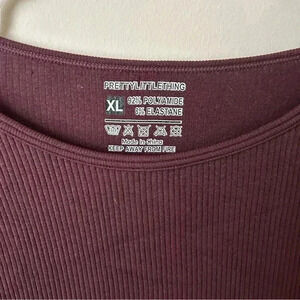 PRETTYLITTLETHING
XL
92% POLYAMIDE
8% ELASTANE
Made in China
KEEP AWAY FROM FIRE